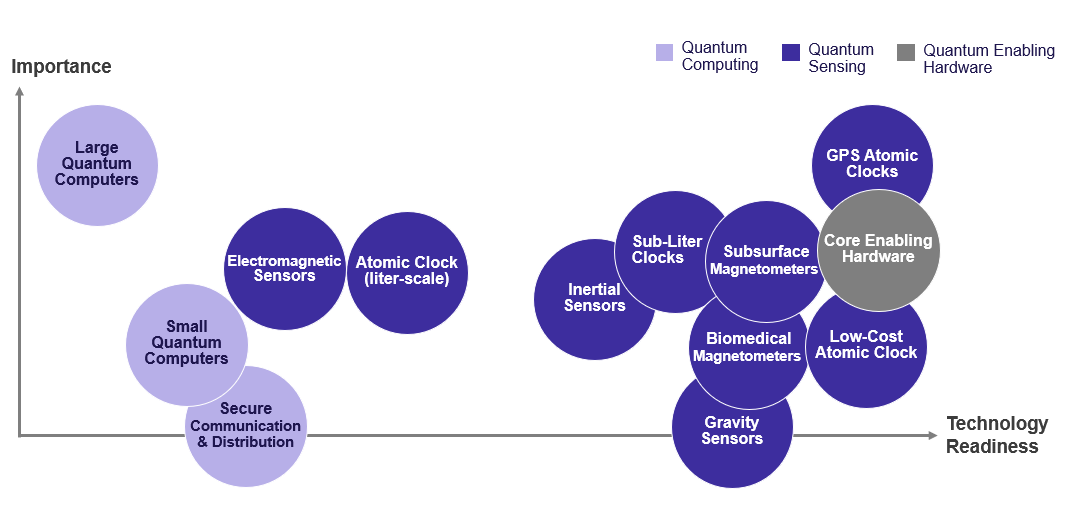 Importance
Quantum
Computing
Quantum
Sensing
Quantum Enabling
Hardware
Large
Quantum
Computers
GPS Atomic
Clocks
Electromagnetic
Sensors
Atomic Clock
(liter-scale)
Sub-Liter
Clocks
Subsurface
Magnetometers
Core Enabling
Hardware
Inertial
Sensors
Small
Quantum
Computers
Biomedical
Magnetometers
Low-Cost
Atomic Clock
Secure
Communication
& Distribution
Gravity
Sensors
Technology
Readiness